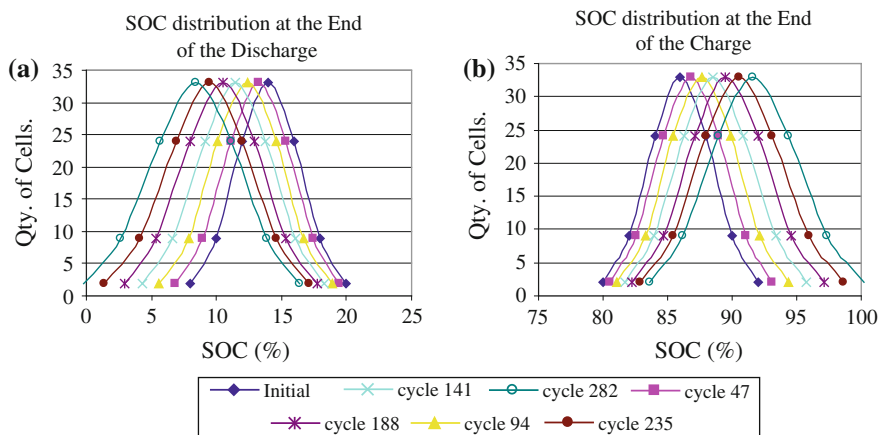 SOC distribution at the End
of the Discharge
(a)
35
30
25
20
15
10
5
0
Qty. of Cells.
0 5 10 15 20 25
SOC (%)
SOC distribution at the End
of the Charge
(b)
35
30
25
20
15
10
5
0
Qty. of Cells.
75 80 85 90 95 100
SOC (%)
Initial cycle 141 cycle 282 cycle 47
cycle 188 cycle 94 cycle 235